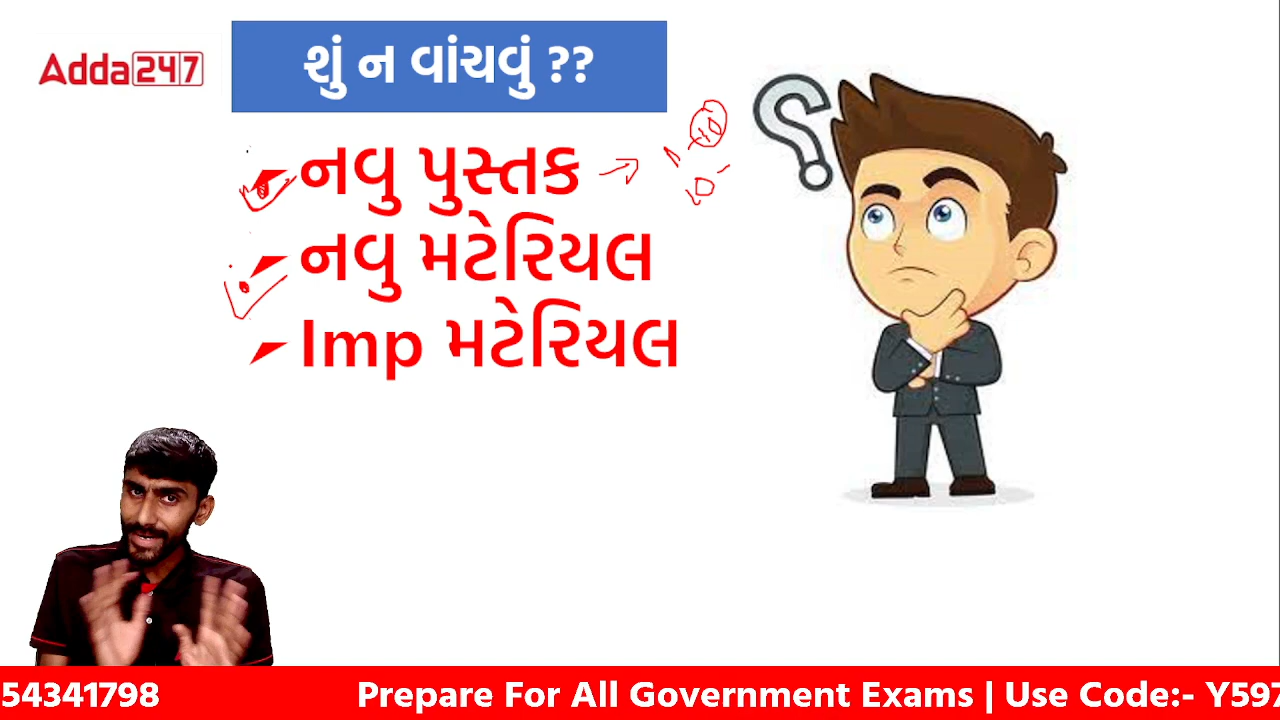 Adda247
શું ન વાંચવું ??
નવુ પુસ્તક
નવુ મટેરિયલ
Imp મટેરિયલ
54341798 Prepare For All Government Exams | Use Code:- Y597